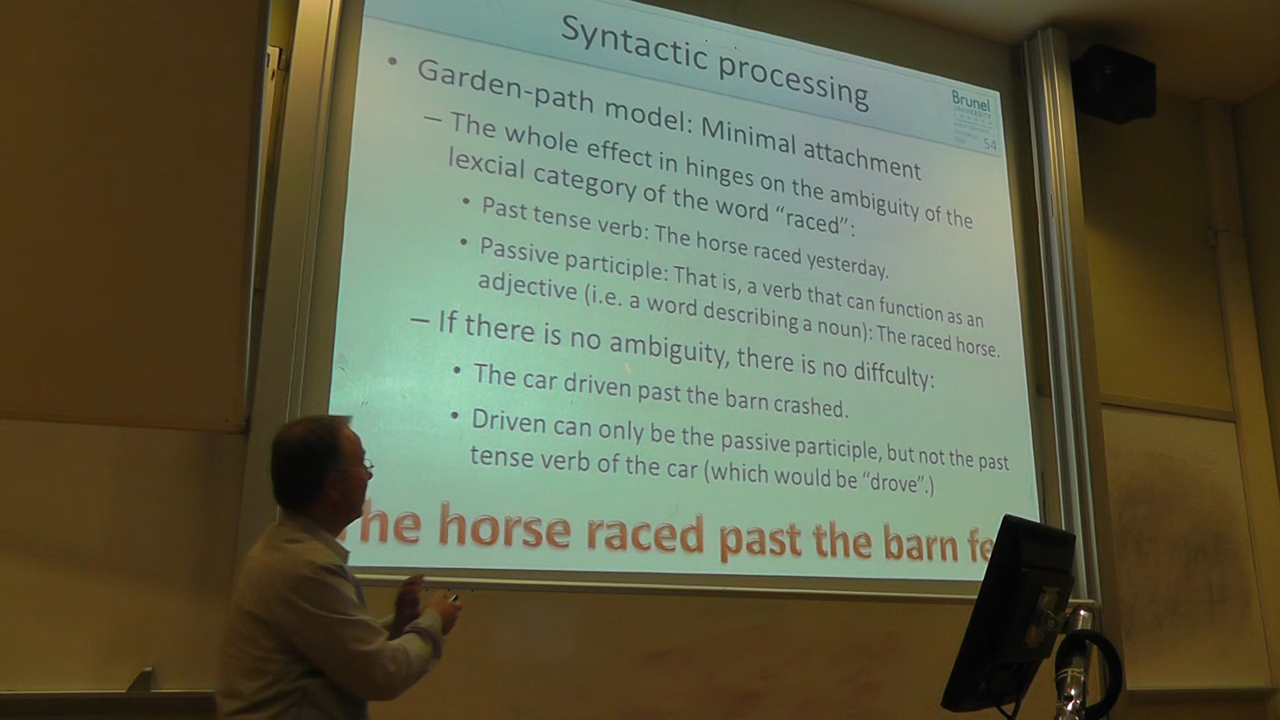 Syntactic processing
Brunel
UNIVERSITY
54
• Garden-path model: Minimal attachment
– The whole effect in hinges on the ambiguity of the
lexcial category of the word “raced”:
• Past tense verb: The horse raced yesterday.
• Passive participle: That is, a verb that can function as an
adjective (i.e. a word describing a noun): The raced horse.
– If there is no ambiguity, there is no diffculty:
• The car driven past the barn crashed.
• Driven can only be the passive participle, but not the past
tense verb of the car (which would be “drove”.)
he horse raced past the barn fe